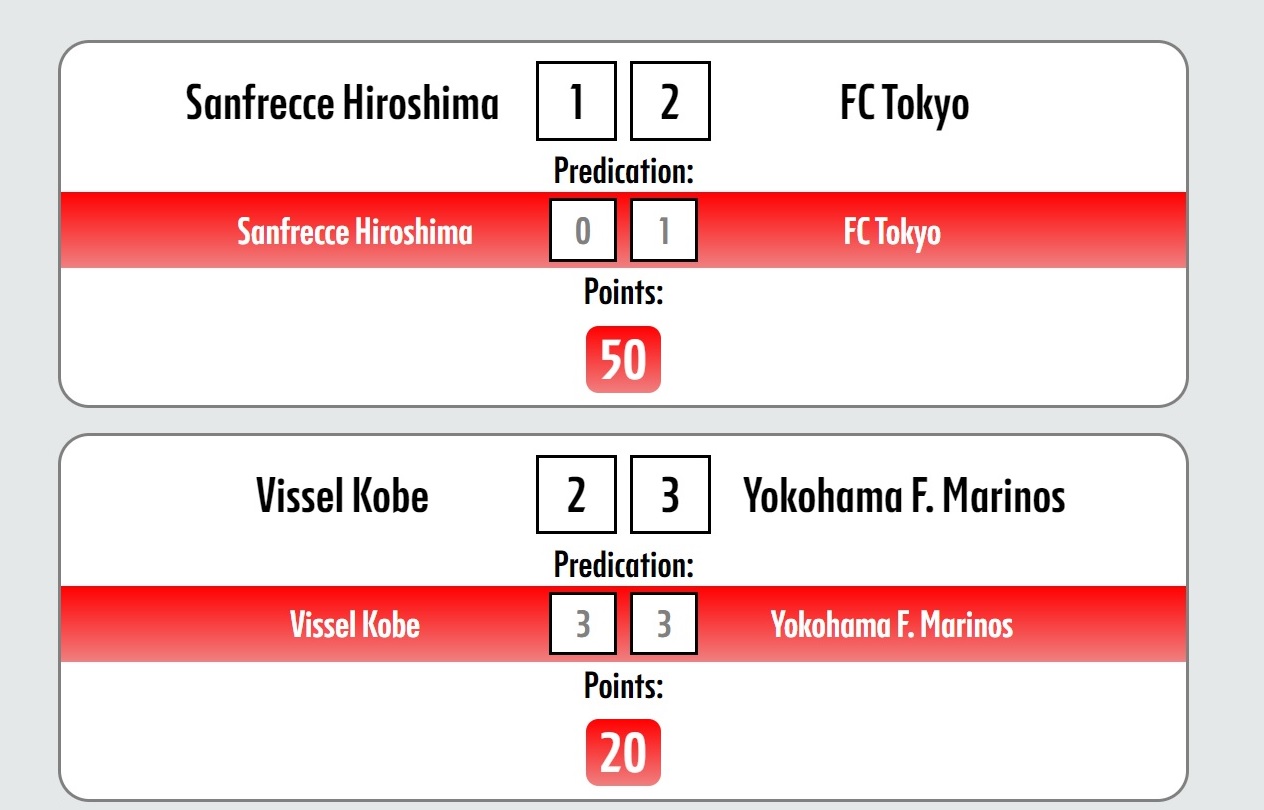 Sanfrecce Hiroshima 1 2 FC Tokyo
Predication:
Sanfrecce Hiroshima 0 1 FC Tokyo
Points:
50
Vissel Kobe 2 3 Yokohama F. Marinos
Predication:
Vissel Kobe 3 3 Yokohama F. Marinos
Points:
20